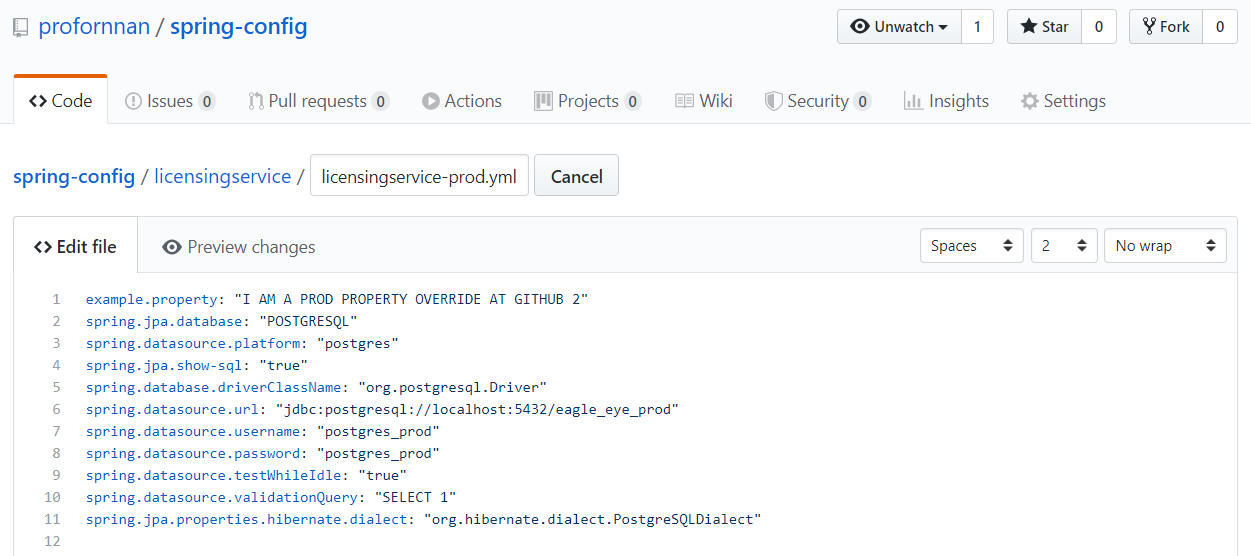 profornnan / spring-config
Unwatch 1 Star 0 Fork 0
Code Issues 0 Pull requests 0 Actions Projects 0 Wiki Security 0 Insights Settings
spring-config / licensingservice / licensingservice-prod.yml Cancel
Edit file Preview changes Spaces 2 No wrap
1 example.property: "I AM A PROD PROPERTY OVERRIDE AT GITHUB 2"
2 spring.jpa.database: "POSTGRESQL"
3 spring.datasource.platform: "postgres"
4 spring.jpa.show-sql: "true"
5 spring.database.driverClassName: "org.postgresql.Driver"
6 spring.datasource.url: "jdbc:postgresql://localhost:5432/eagle_eye_prod"
7 spring.datasource.username: "postgres_prod"
8 spring.datasource.password: "postgres_prod"
9 spring.datasource.testWhileIdle: "true"
10 spring.datasource.validationQuery: "SELECT 1"
11 spring.jpa.properties.hibernate.dialect: "org.hibernate.dialect.PostgreSQLDialect"
12